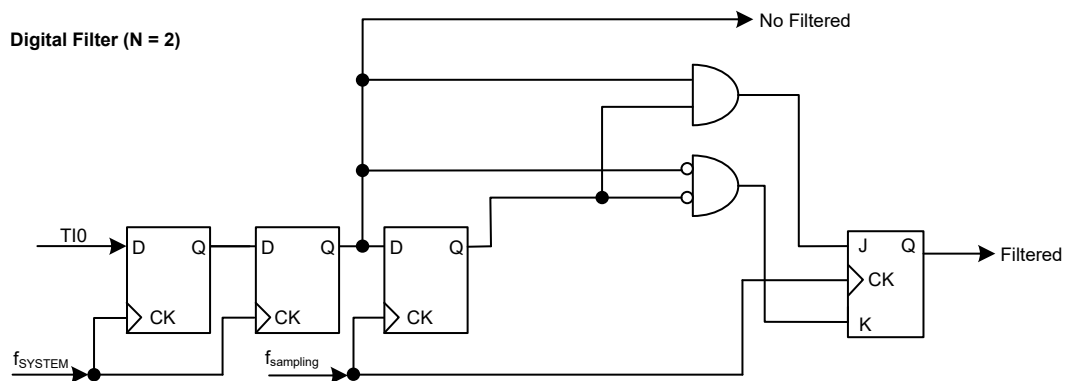 No Filtered
Digital Filter (N = 2)
TI0
D Q
D Q
D Q
J Q
Filtered
CK
CK
CK
CK
K
fSYSTEM
fsampling